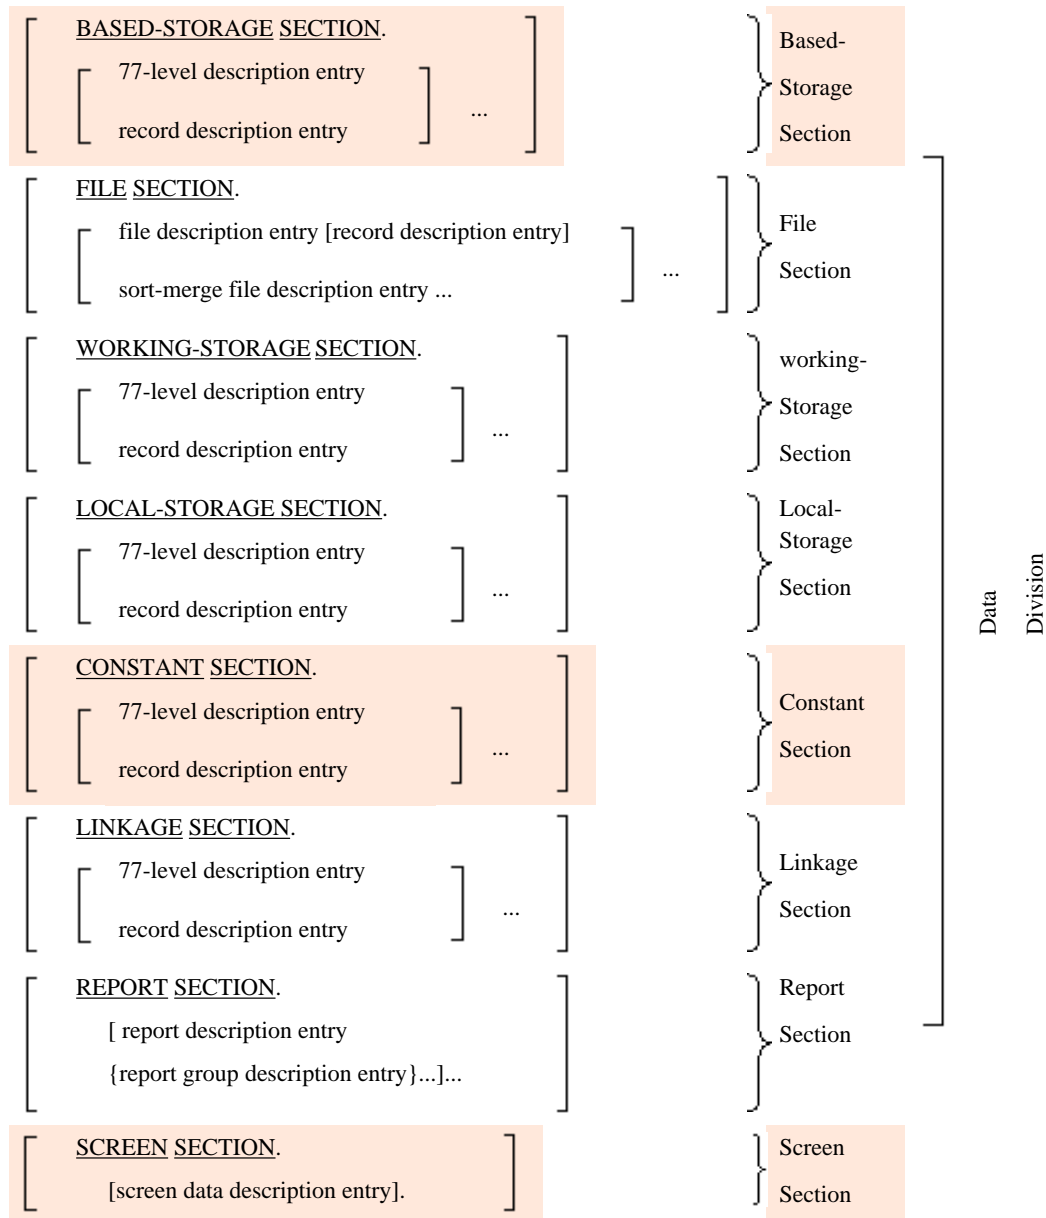 BASED-STORAGE SECTION.
77-level description entry
record description entry
...
Based-
Storage
Section
FILE SECTION.
file description entry [record description entry]
sort-merge file description entry ...
...
File
Section
WORKING-STORAGE SECTION.
77-level description entry
record description entry
...
working-
Storage
Section
LOCAL-STORAGE SECTION.
77-level description entry
record description entry
...
Local-
Storage
Section
CONSTANT SECTION.
77-level description entry
record description entry
...
Constant
Section
LINKAGE SECTION.
77-level description entry
record description entry
...
Linkage
Section
REPORT SECTION.
[ report description entry
{report group description entry}...]...
Report
Section
SCREEN SECTION.
[screen data description entry].
Screen
Section
Data
Division